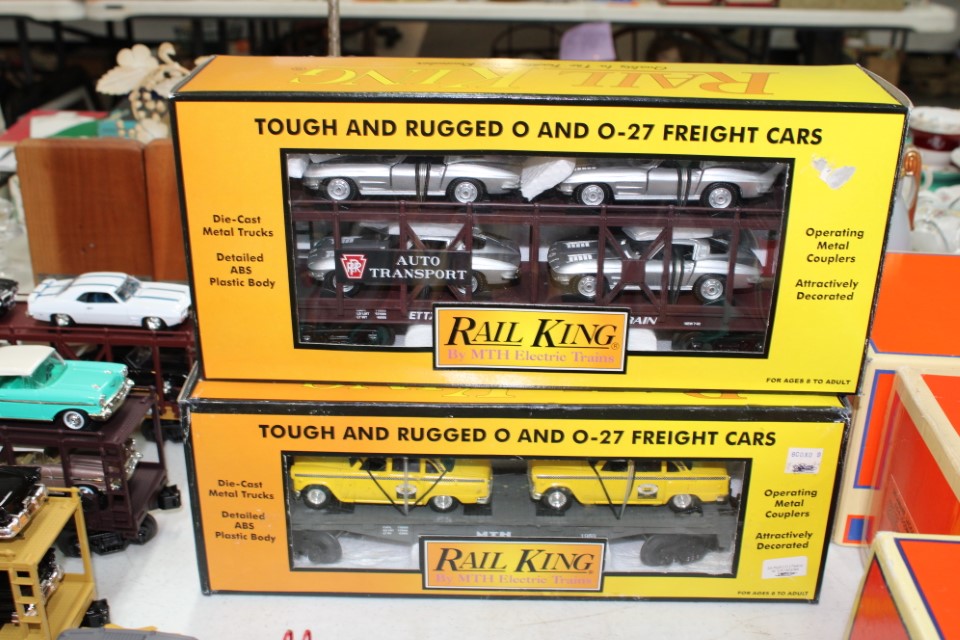 RAIL KING
TOUGH AND RUGGED O AND O-27 FREIGHT CARS
Die-Cast
Metal Trucks
Detailed
ABS
Plastic Body
PRR
AUTO
TRANSPORT
Operating
Metal
Couplers
Attractively
Decorated
RAIL KING®
By MTH Electric Trains
FOR AGES 8 TO ADULT
TOUGH AND RUGGED O AND O-27 FREIGHT CARS
Die-Cast
Metal Trucks
Detailed
ABS
Plastic Body
MTH
Operating
Metal
Couplers
Attractively
Decorated
RAIL KING
By MTH Electric Trains
FOR AGES 8 TO ADULT